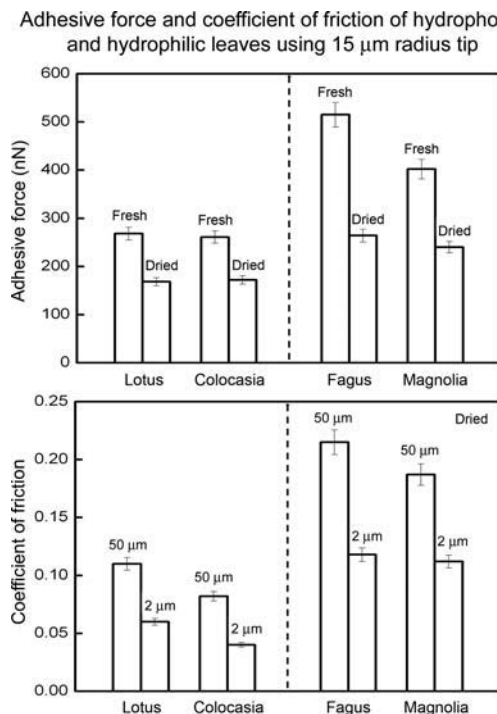 Adhesive force and coefficient of friction of hydropho
and hydrophilic leaves using 15 μm radius tip
600
500
400
300
200
100
0
Adhesive force (nN)
Fresh
Dried
Fresh
Dried
Fresh
Dried
Fresh
Dried
Lotus Colocasia Fagus Magnolia
0.25
0.20
0.15
0.10
0.05
0.00
Coefficient of friction
Dried
50 μm
2 μm
50 μm
2 μm
50 μm
2 μm
50 μm
2 μm
Lotus Colocasia Fagus Magnolia